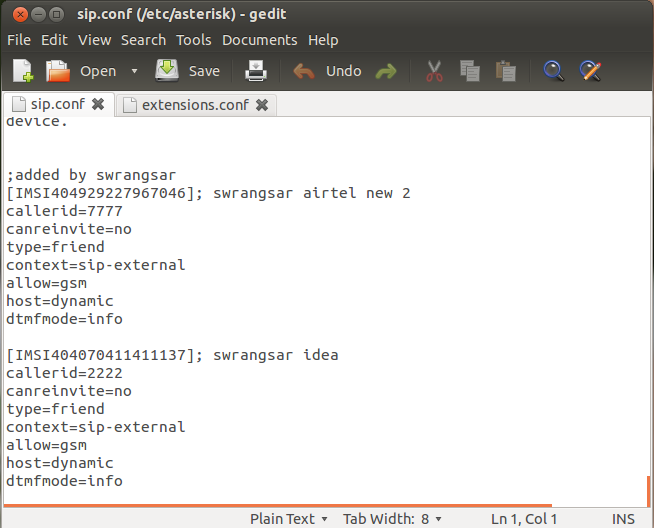 sip.conf (/etc/asterisk) - gedit
File Edit View Search Tools Documents Help
Open Save Undo
sip.conf extensions.conf
device.
;added by swrangsar
[IMSI404929227967046]; swrangsar airtel new 2
callerid=7777
canreinvite=no
type=friend
context=sip-external
allow=gsm
host=dynamic
dtmfmode=info
[IMSI404070411411137]; swrangsar idea
callerid=2222
canreinvite=no
type=friend
context=sip-external
allow=gsm
host=dynamic
dtmfmode=info
Plain Text Tab Width: 8 Ln 1, Col 1 INS